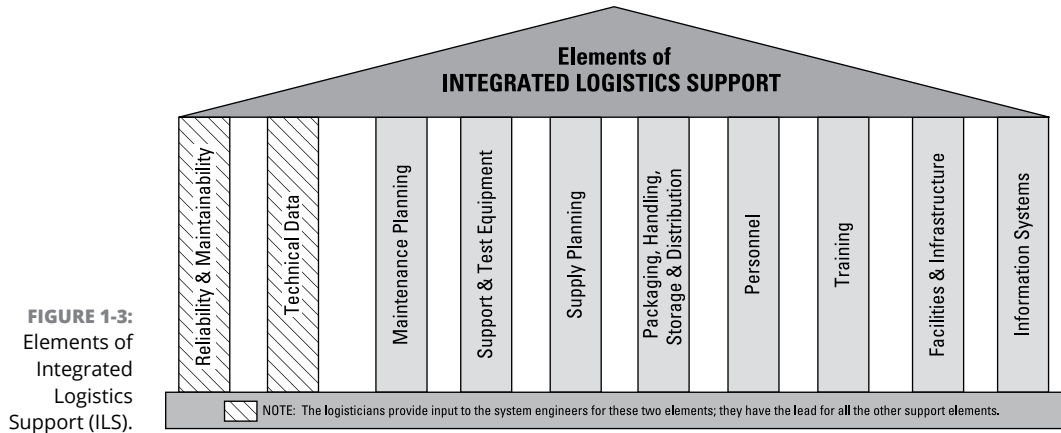 Elements of
INTEGRATED LOGISTICS SUPPORT
Reliability & Maintainability
Technical Data
Maintenance Planning
Support & Test Equipment
Supply Planning
Packaging, Handling,
Storage & Distribution
Personnel
Training
Facilities & Infrastructure
Information Systems
NOTE: The logisticians provide input to the system engineers for these two elements; they have the lead for all the other support elements.
FIGURE 1-3:
Elements of
Integrated
Logistics
Support (ILS).